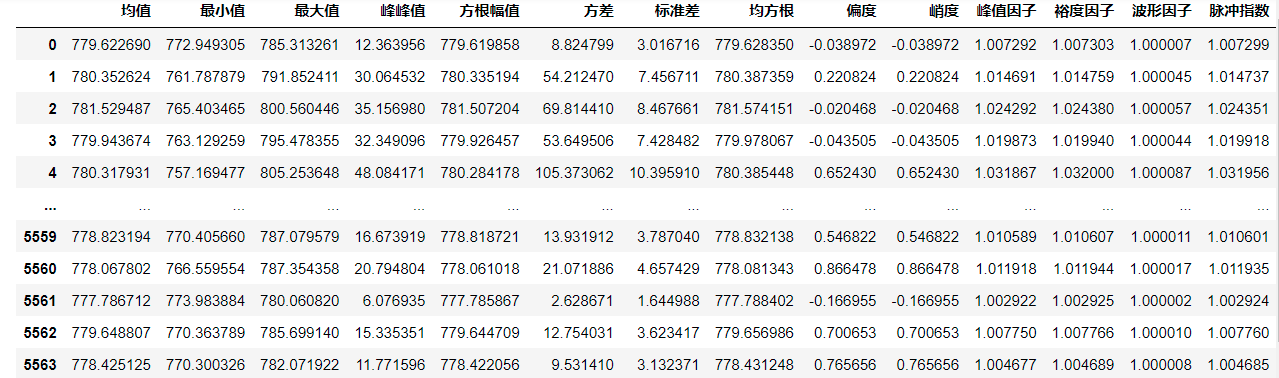 均值 最小值 最大值 峰峰值 方根幅值 方差 标准差 均方根 偏度 峭度 峰值因子 裕度因子 波形因子 脉冲指数
0 779.622690 772.949305 785.313261 12.363956 779.619858 8.824799 3.016716 779.628350 -0.038972 -0.038972 1.007292 1.007303 1.000007 1.007299
1 780.352624 761.787879 791.852411 30.064532 780.335194 54.212470 7.456711 780.387359 0.220824 0.220824 1.014691 1.014759 1.000045 1.014737
2 781.529487 765.403465 800.560446 35.156980 781.507204 69.814410 8.467661 781.574151 -0.020468 -0.020468 1.024292 1.024380 1.000057 1.024351
3 779.943674 763.129259 795.478355 32.349096 779.926457 53.649506 7.428482 779.978067 -0.043505 -0.043505 1.019873 1.019940 1.000044 1.019918
4 780.317931 757.169477 805.253648 48.084171 780.284178 105.373062 10.395910 780.385448 0.652430 0.652430 1.031867 1.032000 1.000087 1.031956
... ... ... ... ... ... ... ... ... ... ... ... ... ... ...
5559 778.823194 770.405660 787.079579 16.673919 778.818721 13.931912 3.787040 778.832138 0.546822 0.546822 1.010589 1.010607 1.000011 1.010601
5560 778.067802 766.559554 787.354358 20.794804 778.061018 21.071886 4.657429 778.081343 0.866478 0.866478 1.011918 1.011944 1.000017 1.011935
5561 777.786712 773.983884 780.060820 6.076935 777.785867 2.628671 1.644988 777.788402 -0.166955 -0.166955 1.002922 1.002925 1.000002 1.002924
5562 779.648807 770.363789 785.699140 15.335351 779.644709 12.754031 3.623417 779.656986 0.700653 0.700653 1.007750 1.007766 1.000010 1.007760
5563 778.425125 770.300326 782.071922 11.771596 778.422056 9.531410 3.132371 778.431248 0.765656 0.765656 1.004677 1.004689 1.000008 1.004685